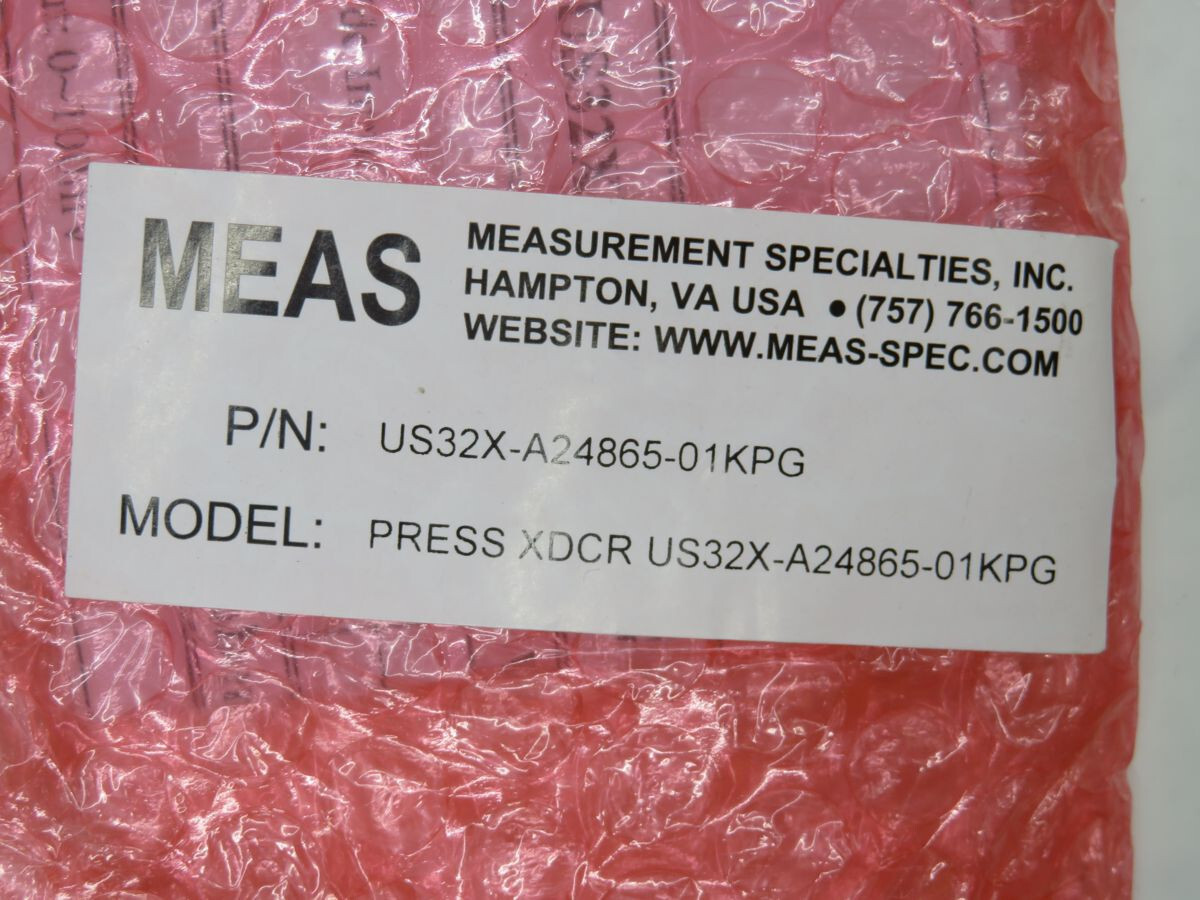 MEAS
MEASUREMENT SPECIALTIES, INC.
HAMPTON, VA USA ● (757) 766-1500
WEBSITE: WWW.MEAS-SPEC.COM
P/N: US32X-A24865-01KPG
MODEL: PRESS XDCR US32X-A24865-01KPG